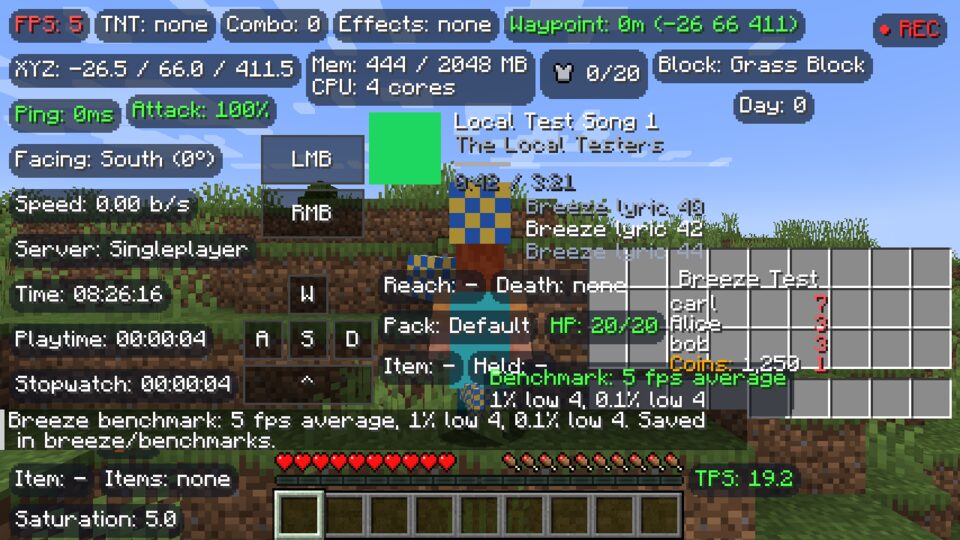 FPS: 5 TNT: none Combo: 0 Effects: none Waypoint: 0m (-26 66 411) REC
XYZ: -26.5 / 66.0 / 411.5 Mem: 444 / 2048 MB
CPU: 4 cores
0/20 Block: Grass Block
Ping: 0ms Attack: 100% Day: 0
Local Test Song 1
The Local Testers
0:42 / 3:21
Facing: South (0°) LMB
Speed: 0.00 b/s RMB
Breeze lyric 40
Breeze lyric 42
Breeze lyric 44
Server: Singleplayer
Time: 08:26:16 W
Reach: - Death: none
Breeze Test
carl 7
Alice 3
bob 3
Coins: 1,250 1
Pack: Default HP: 20/20
Playtime: 00:00:04 A S D
Item: - Held: -
Stopwatch: 00:00:04 ^
Benchmark: 5 fps average
1% low 4, 0.1% low 4
Breeze benchmark: 5 fps average, 1% low 4, 0.1% low 4. Saved
in breeze/benchmarks.
Item: - Items: none TPS: 19.2
Saturation: 5.0